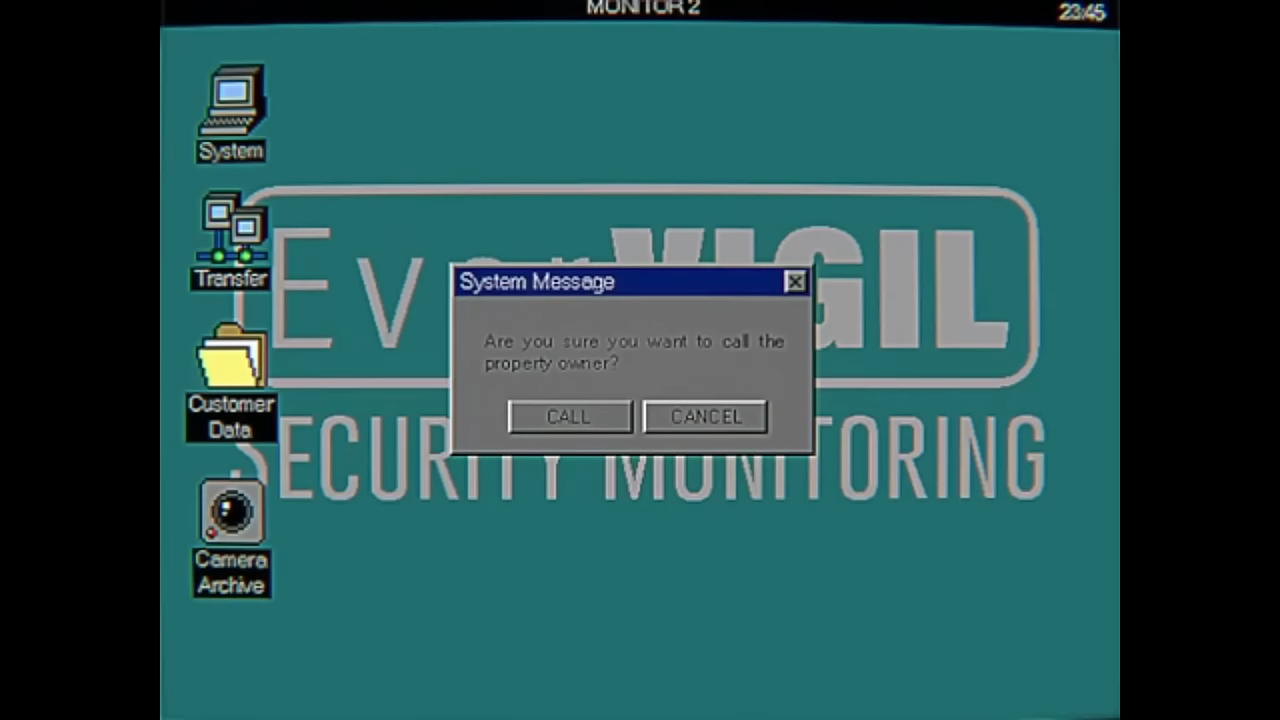 MONITOR 2
23:45
System
Transfer
EverVIGIL
System Message
Are you sure you want to call the
property owner?
CALL CANCEL
Customer
Data
SECURITY MONITORING
Camera
Archive